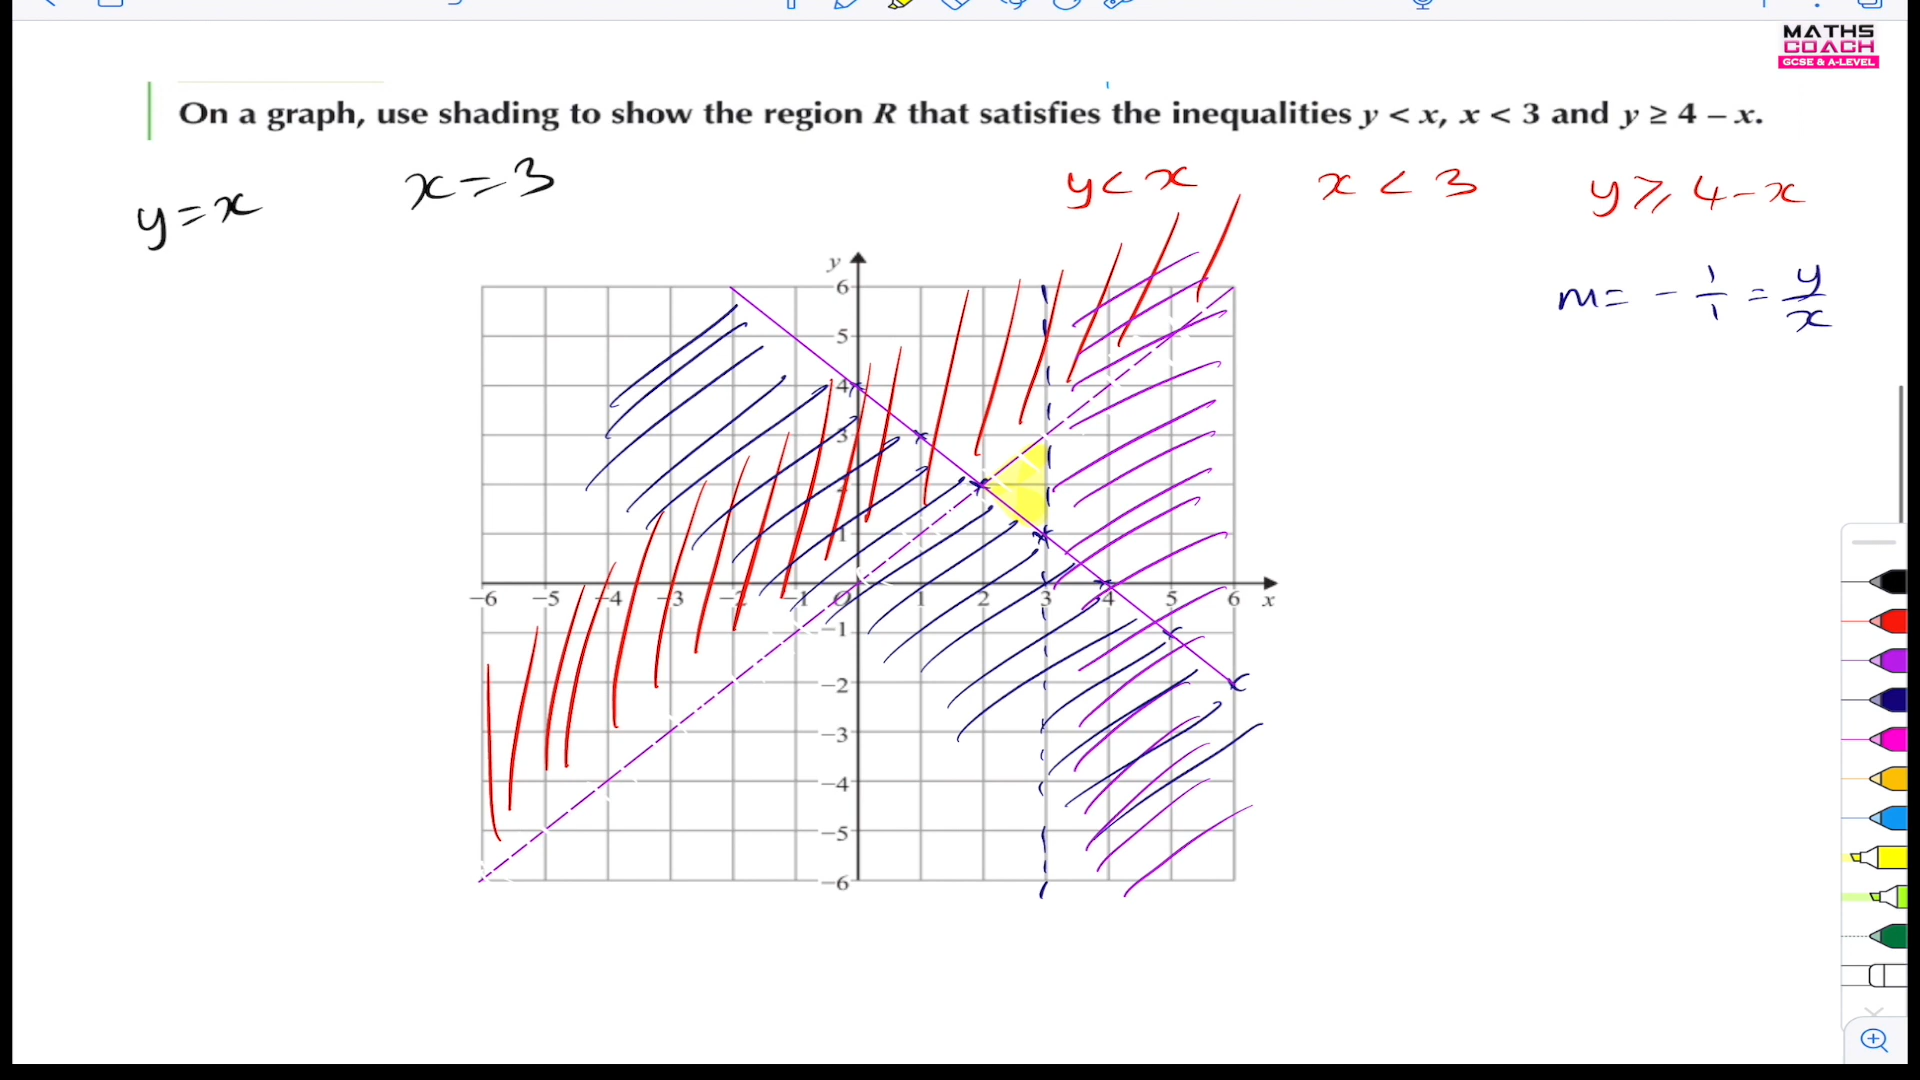 MATHS
COACH
GCSE & A-LEVEL
On a graph, use shading to show the region R that satisfies the inequalities y < x, x < 3 and y ≥ 4 – x.
y = x
x = 3
y < x
x < 3
y ≥ 4 - x
m = - 1/1 = y/x
y
6
5
4
3
2
1
–6 –5 –4 –3 –2 –1 O 1 2 3 4 5 6 x
–1
–2
–3
–4
–5
–6